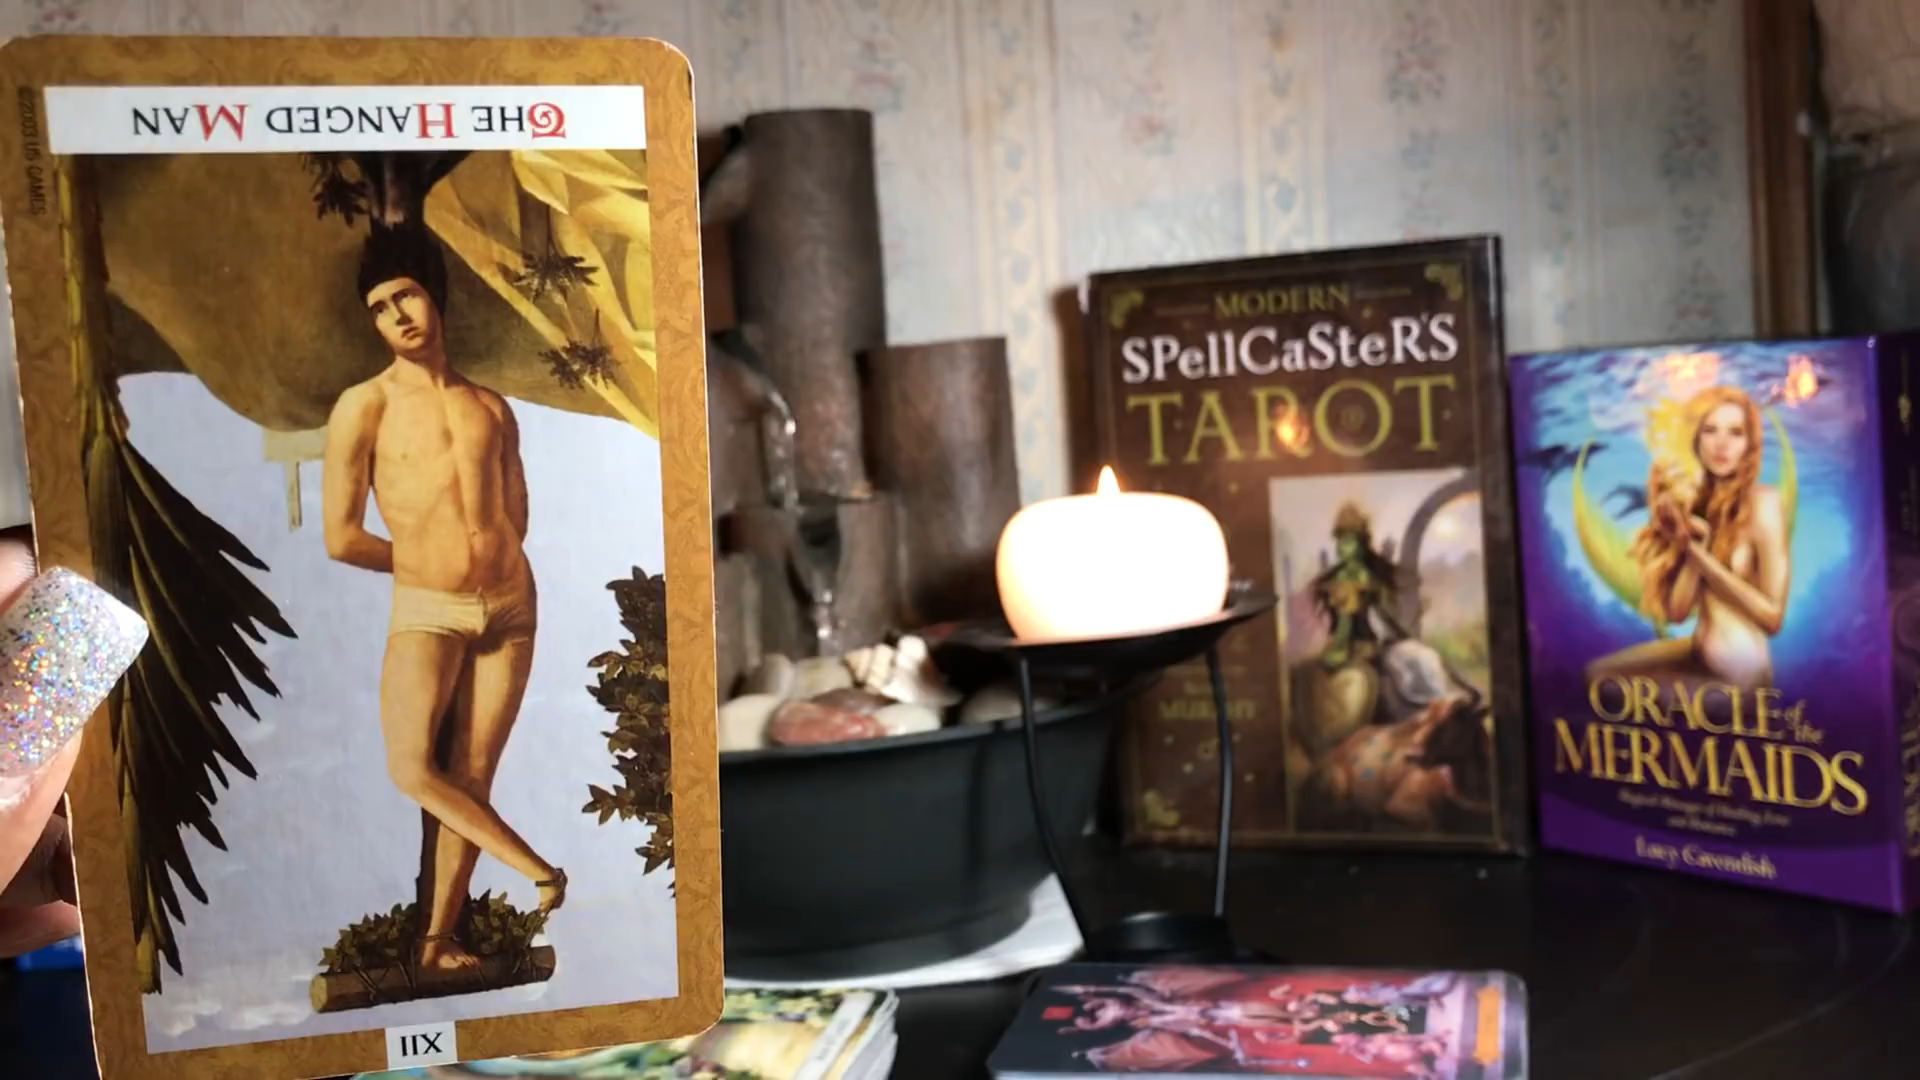 THE HANGED MAN
©2003 US GAMES
XII
MODERN
SPellCaSteR'S
TAROT
ORACLE of the
MERMAIDS
Lucy Cavendish